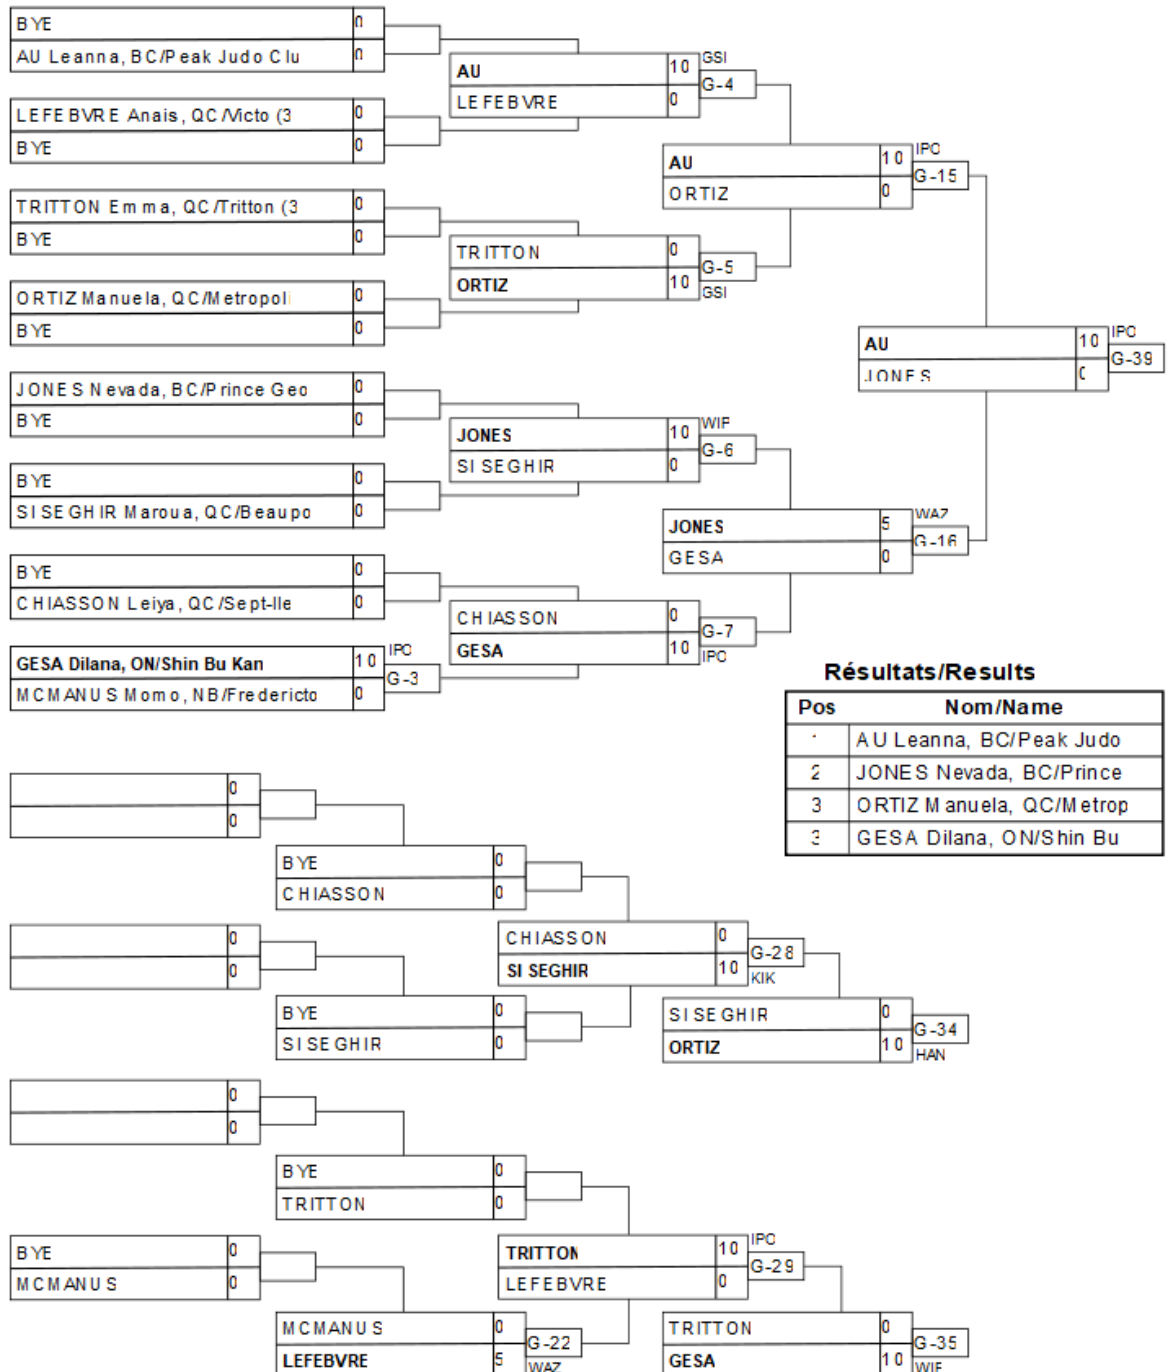 BYE 0
AU Leanna, BC/Peak Judo Clu 0
LEFEBVRE Anais, QC/Victo (3 0
BYE 0
TRITTON Emma, QC/Tritton (3 0
BYE 0
ORTIZ Manuela, QC/Metropoli 0
BYE 0
JONES Nevada, BC/Prince Geo 0
BYE 0
BYE 0
SI SEGHIR Maroua, QC/Beaupo 0
BYE 0
CHIASSON Leiya, QC/Sept-Ile 0
GESA Dilana, ON/Shin Bu Kan 10 IPO
G-3
MCMANUS Momo, NB/Fredericto 0
AU 10 GSI
G-4
LEFEBVRE 0
TRITTON 0
G-5
ORTIZ 10 GSI
JONES 10 WIF
G-6
SI SEGHIR 0
CHIASSON 0
G-7
GESA 10 IPO
AU 10 IPO
G-15
ORTIZ 0
JONES 5 WAZ
G-16
GESA 0
AU 10 IPO
G-39
JONES 0
Résultats/Results
Pos Nom/Name
1 AU Leanna, BC/Peak Judo
2 JONES Nevada, BC/Prince
3 ORTIZ Manuela, QC/Metrop
3 GESA Dilana, ON/Shin Bu
0
0
BYE 0
CHIASSON 0
0
0
BYE 0
SI SEGHIR 0
CHIASSON 0
G-28
SI SEGHIR 10 KIK
SI SEGHIR 0
G-34
ORTIZ 10 HAN
0
0
BYE 0
TRITTON 0
BYE 0
MCMANUS 0
MCMANUS 0
G-22
LEFEBVRE 5 WAZ
TRITTON 10 IPO
G-29
LEFEBVRE 0
TRITTON 0
G-35
GESA 10 WIF